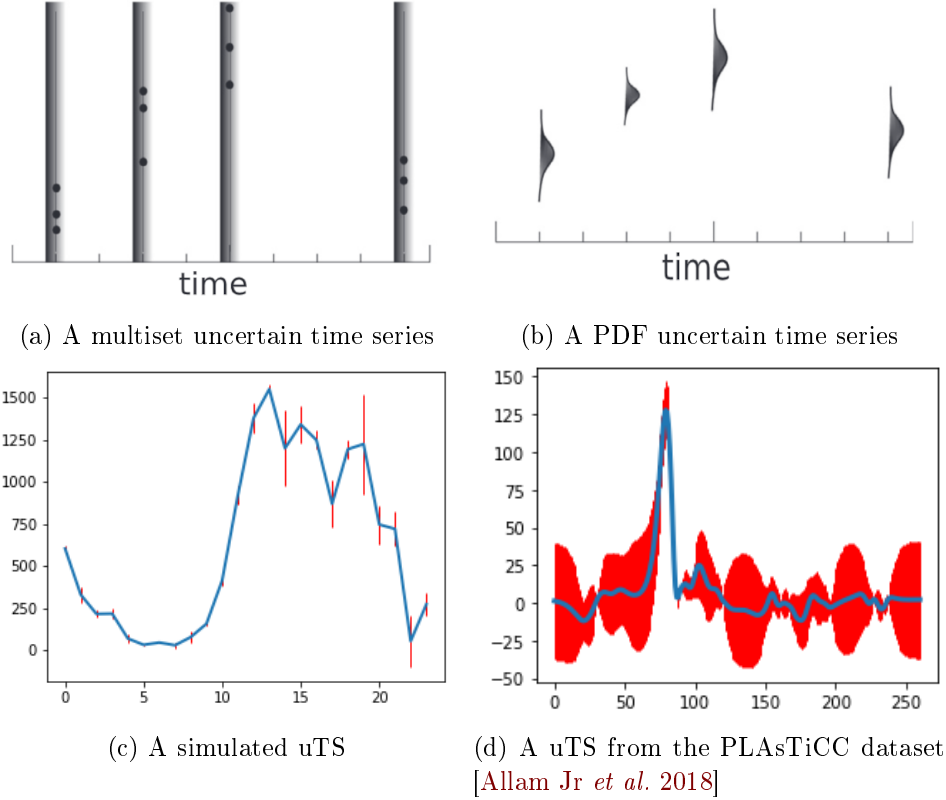 time
time
(a) A multiset uncertain time series
(b) A PDF uncertain time series
1500
1250
1000
750
500
250
0
0 5 10 15 20
150
125
100
75
50
25
0
−25
−50
0 50 100 150 200 250
(c) A simulated uTS
(d) A uTS from the PLAsTiCC dataset
[Allam Jr et al. 2018]